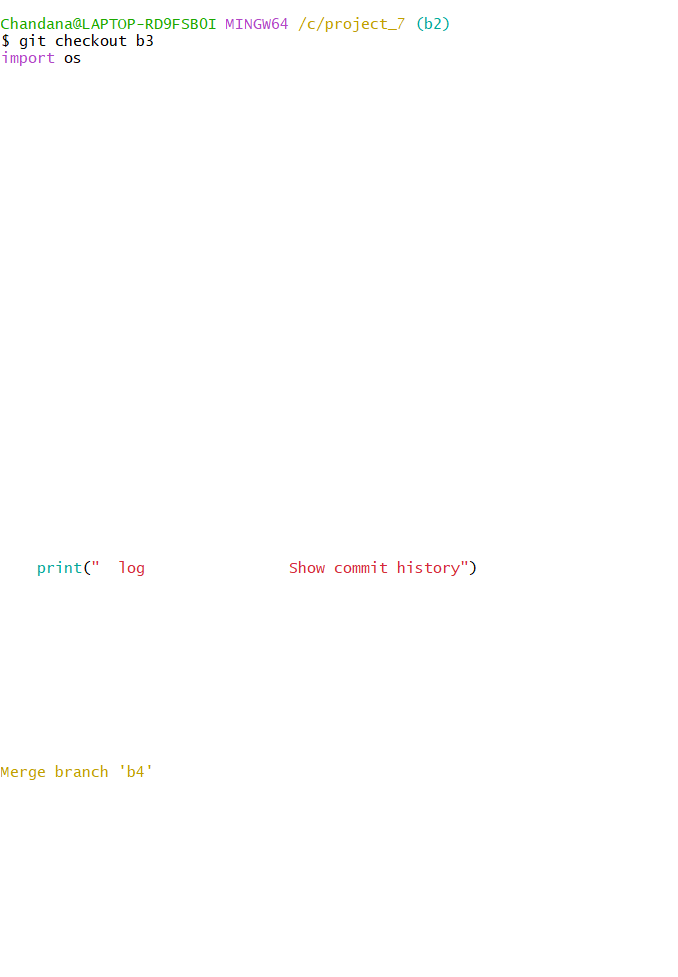 Chandana@LAPTOP-RD9FSB0I MINGW64 /c/project_7 (b2)
$ git checkout b3
import os
    print("  log                Show commit history")
Merge branch 'b4'